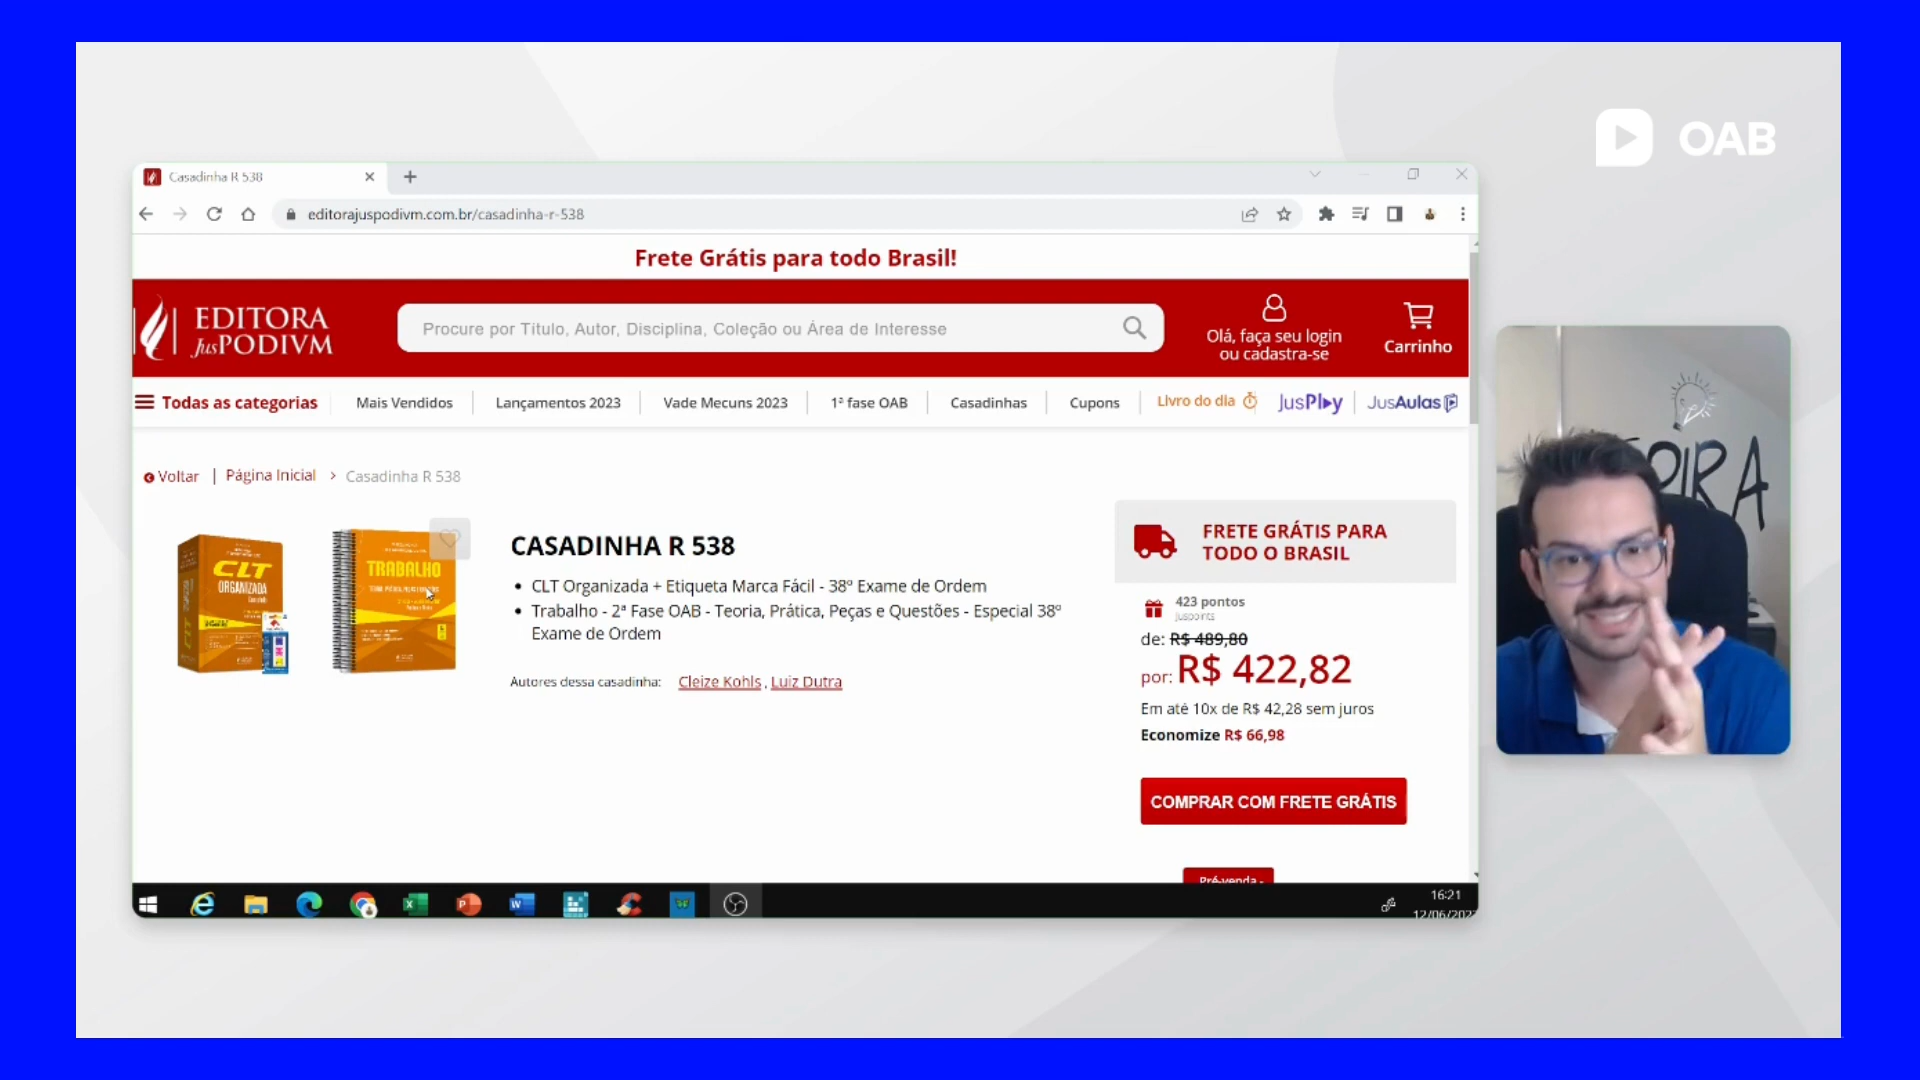 OAB
Casadinha R 538
editorajuspodivm.com.br/casadinha-r-538
Frete Grátis para todo Brasil!
EDITORA
JusPODIVM
Procure por Título, Autor, Disciplina, Coleção ou Área de Interesse
Olá, faça seu login
ou cadastra-se
Carrinho
Todas as categorias
Mais Vendidos
Lançamentos 2023
Vade Mecuns 2023
1ª fase OAB
Casadinhas
Cupons
Livro do dia
JusPlay
JusAulas
Voltar | Página Inicial > Casadinha R 538
CLT
ORGANIZADA
TRABALHO
CASADINHA R 538
• CLT Organizada + Etiqueta Marca Fácil - 38º Exame de Ordem
• Trabalho - 2ª Fase OAB - Teoria, Prática, Peças e Questões - Especial 38º
Exame de Ordem
Autores dessa casadinha: Cleize Kohls , Luiz Dutra
FRETE GRÁTIS PARA
TODO O BRASIL
423 pontos
Juspoints
de: R$ 489,80
por: R$ 422,82
Em até 10x de R$ 42,28 sem juros
Economize R$ 66,98
COMPRAR COM FRETE GRÁTIS
Pré-venda -
PIRA
16:21
12/06/202